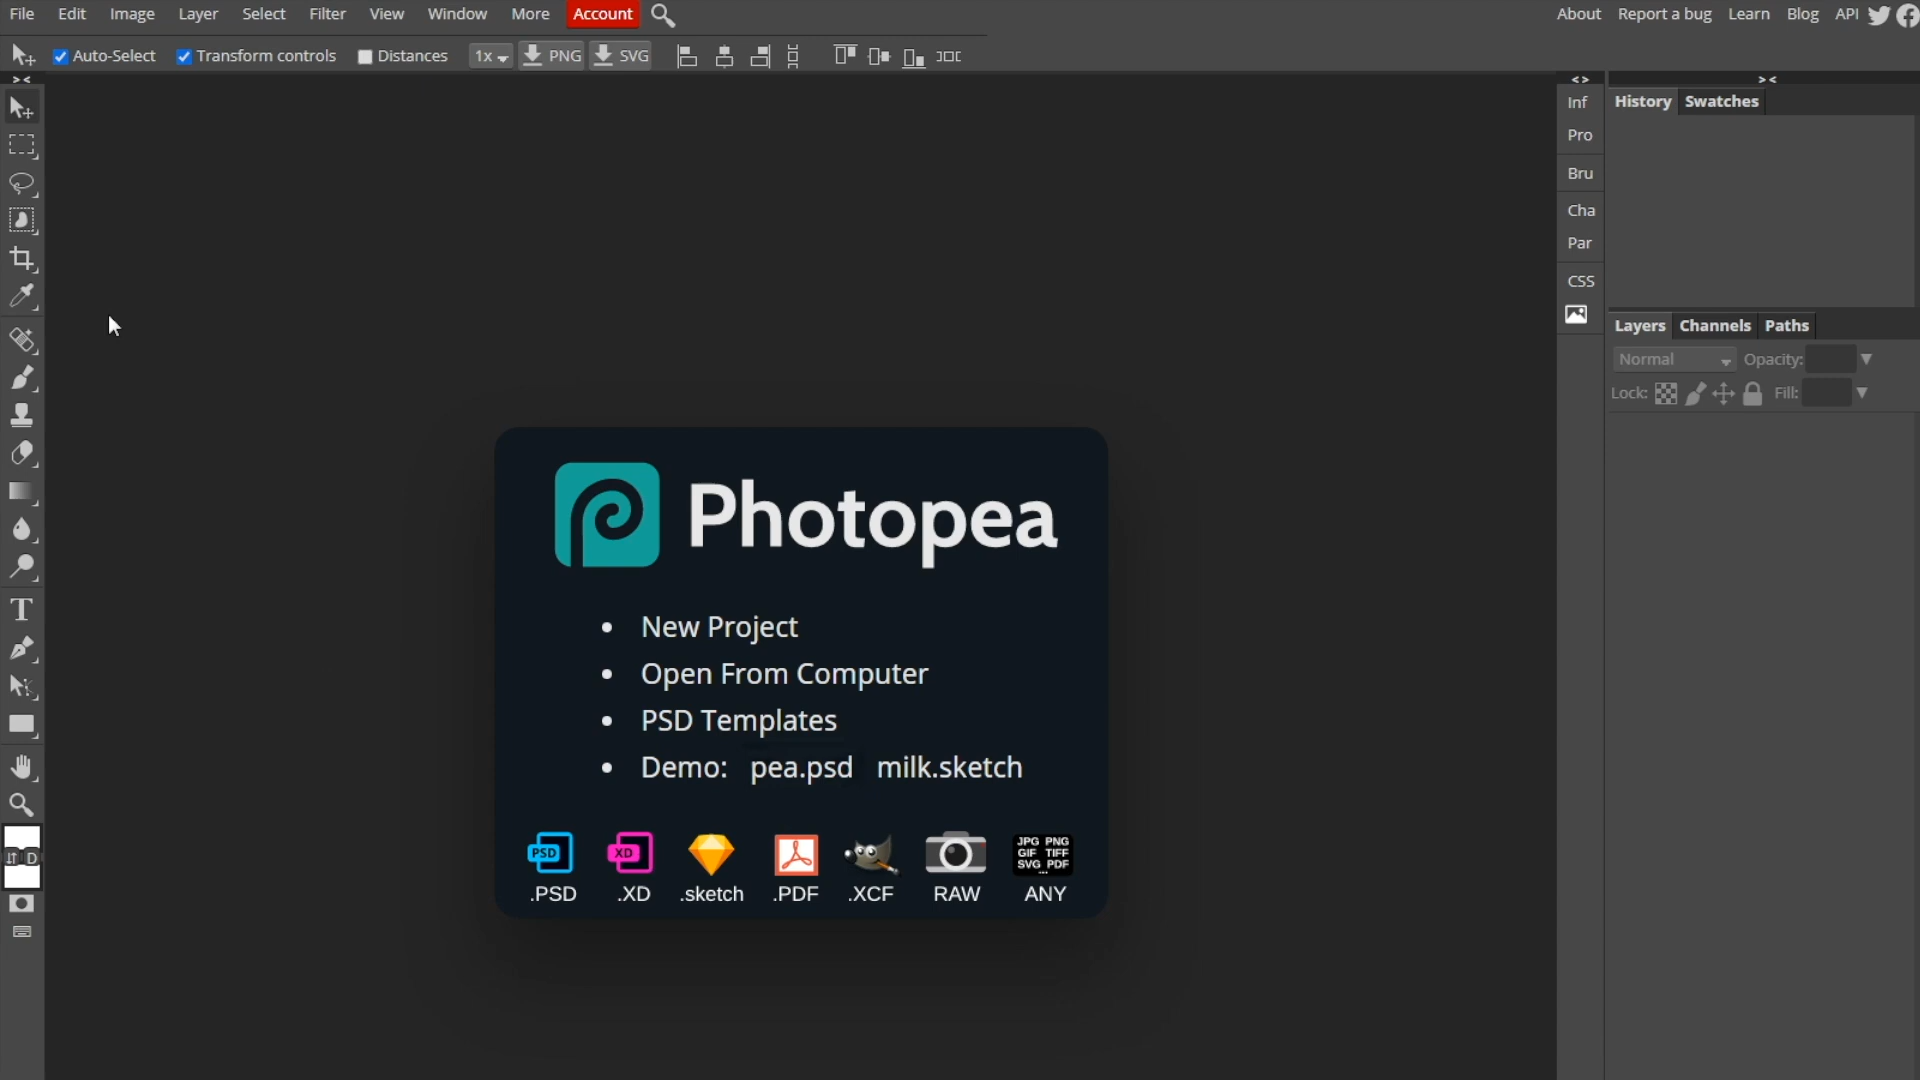 File Edit Image Layer Select Filter View Window More Account About Report a bug Learn Blog API
Auto-Select Transform controls Distances 1x PNG SVG
> <
< >
> <
Inf
Pro
Bru
Cha
Par
CSS
History Swatches
Layers Channels Paths
Normal Opacity:
Lock: Fill:
T
D
Photopea
• New Project
• Open From Computer
• PSD Templates
• Demo: pea.psd milk.sketch
PSD XD JPG PNG
GIF TIFF
SVG PDF
...
.PSD .XD .sketch .PDF .XCF RAW ANY